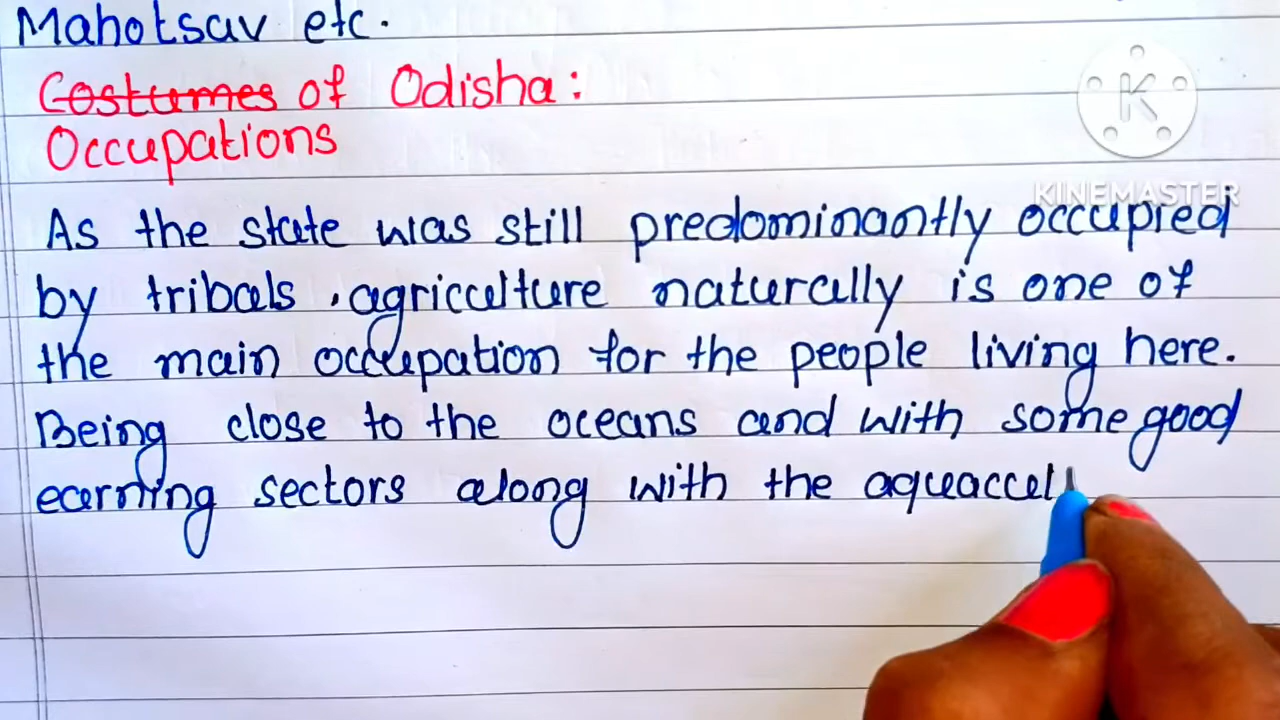 Mahotsav etc.
Costumes of Odisha:
Occupations
KINEMASTER
As the state was still predominantly occupied
by tribals, agriculture naturally is one of
the main occupation for the people living here.
Being close to the oceans and with some good
earning sectors along with the aquacul